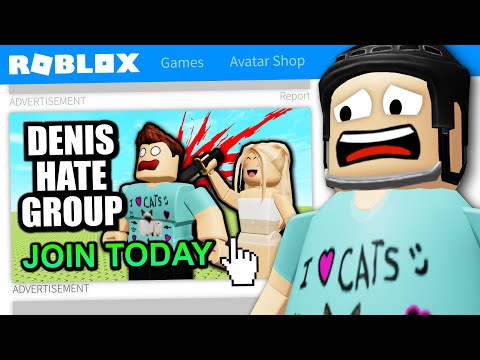 ROBLOX Games Avatar Shop
ADVERTISEMENT Report
DENIS
HATE
GROUP
JOIN TODAY
I ♥ CATS
ADVERTISEMENT
I ♥ CATS :)